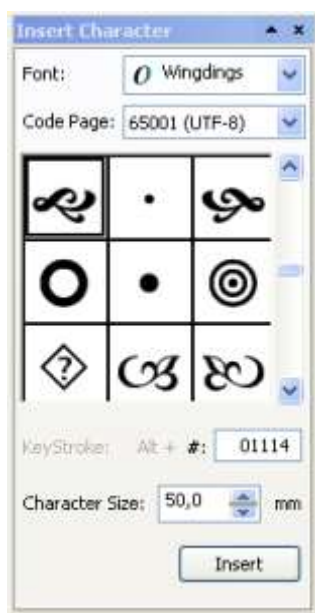 Insert Character
Font: O Wingdings
Code Page: 65001 (UTF-8)
?
KeyStroke: Alt + #: 01114
Character Size: 50,0 mm
Insert